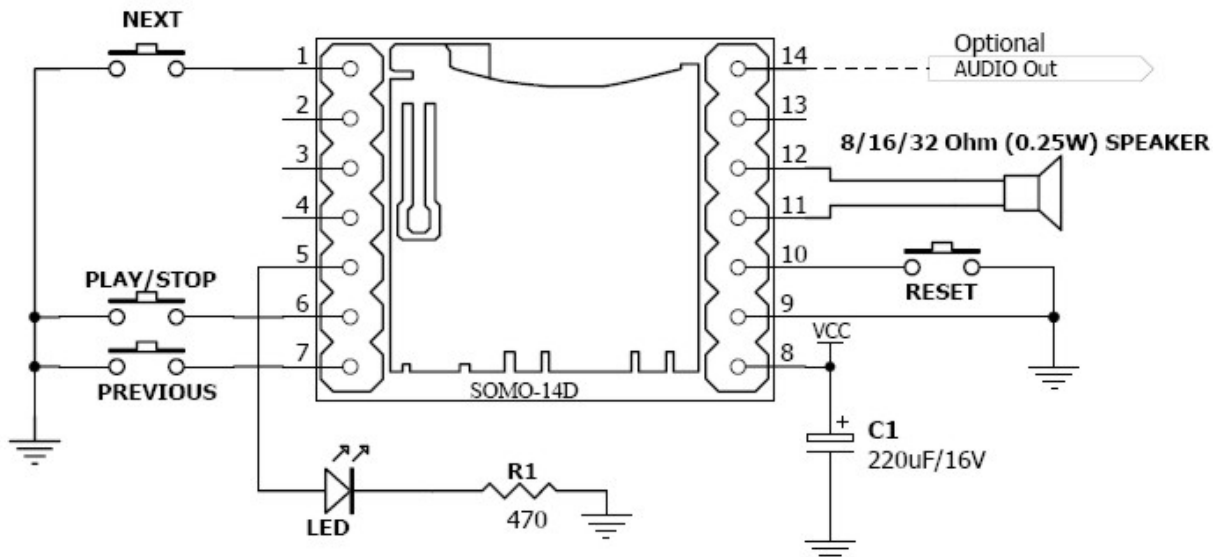 NEXT
1
2
3
4
5
PLAY/STOP
6
7
PREVIOUS
SOMO-14D
14
Optional
AUDIO Out
13
8/16/32 Ohm (0.25W) SPEAKER
12
11
10
RESET
9
VCC
8
+
C1
220uF/16V
LED
R1
470